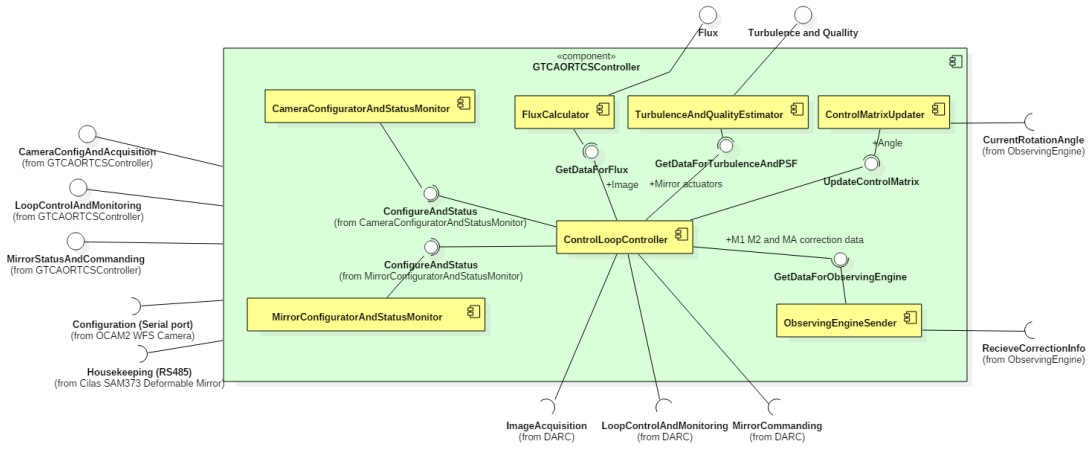 Flux
Turbulence and Quallity
«component»
GTCAORTCSController
CameraConfiguratorAndStatusMonitor
FluxCalculator
TurbulenceAndQualityEstimator
ControlMatrixUpdater
CameraConfigAndAcquisition
(from GTCAORTCSController)
CurrentRotationAngle
(from ObservingEngine)
+Angle
GetDataForFlux
GetDataForTurbulenceAndPSF
UpdateControlMatrix
+Image
+Mirror actuators
LoopControlAndMonitoring
(from GTCAORTCSController)
ConfigureAndStatus
(from CameraConfiguratorAndStatusMonitor)
ControlLoopController
+M1 M2 and MA correction data
MirrorStatusAndCommanding
(from GTCAORTCSController)
ConfigureAndStatus
(from MirrorConfiguratorAndStatusMonitor)
GetDataForObservingEngine
MirrorConfiguratorAndStatusMonitor
ObservingEngineSender
Configuration (Serial port)
(from OCAM2 WFS Camera)
RecieveCorrectionInfo
(from ObservingEngine)
Housekeeping (RS485)
(from Cilas SAM373 Deformable Mirror)
ImageAcquisition
(from DARC)
LoopControlAndMonitoring
(from DARC)
MirrorCommanding
(from DARC)